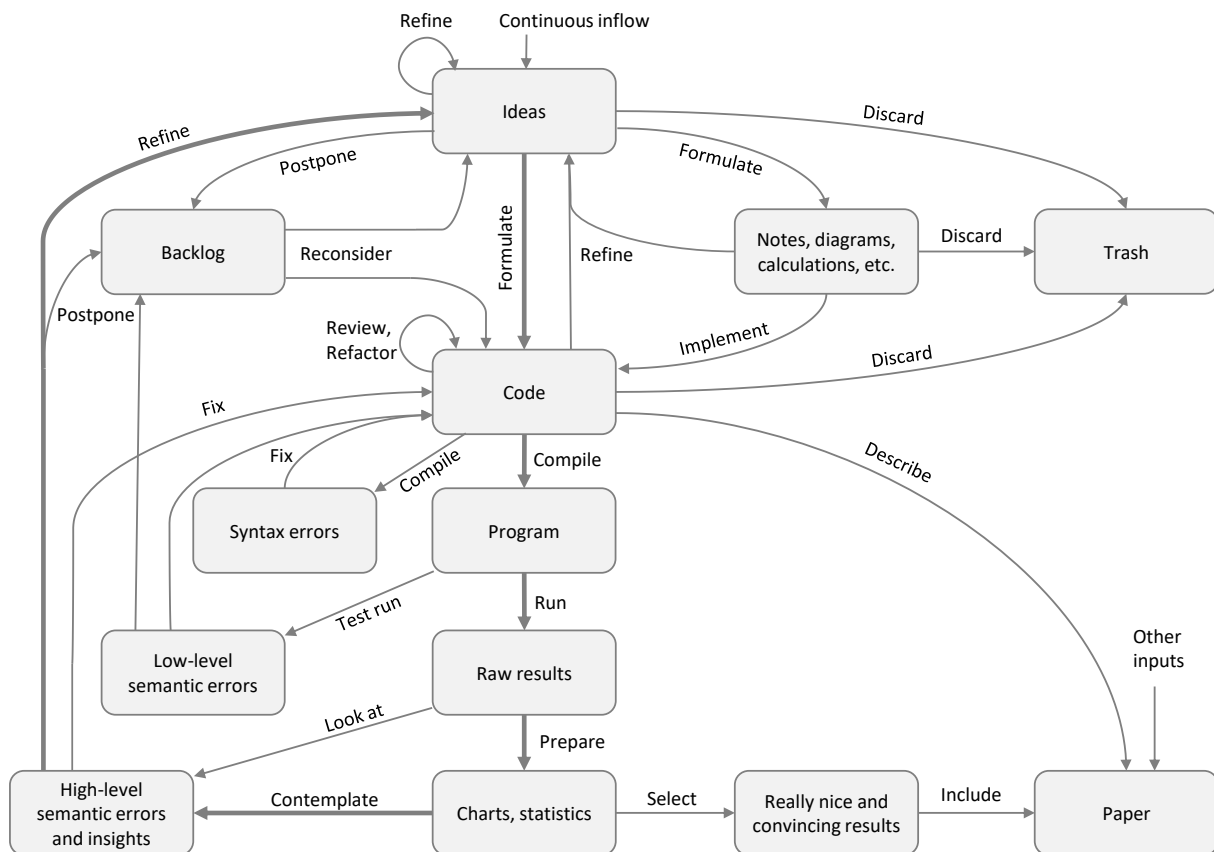 Refine
Continuous inflow
Ideas
Refine
Discard
Postpone
Formulate
Backlog
Reconsider
Formulate
Refine
Notes, diagrams,
calculations, etc.
Discard
Trash
Postpone
Review,
Refactor
Implement
Discard
Code
Fix
Fix
Compile
Compile
Describe
Syntax errors
Program
Test run
Run
Low-level
semantic errors
Raw results
Other
inputs
Look at
Prepare
High-level
semantic errors
and insights
Contemplate
Charts, statistics
Select
Really nice and
convincing results
Include
Paper